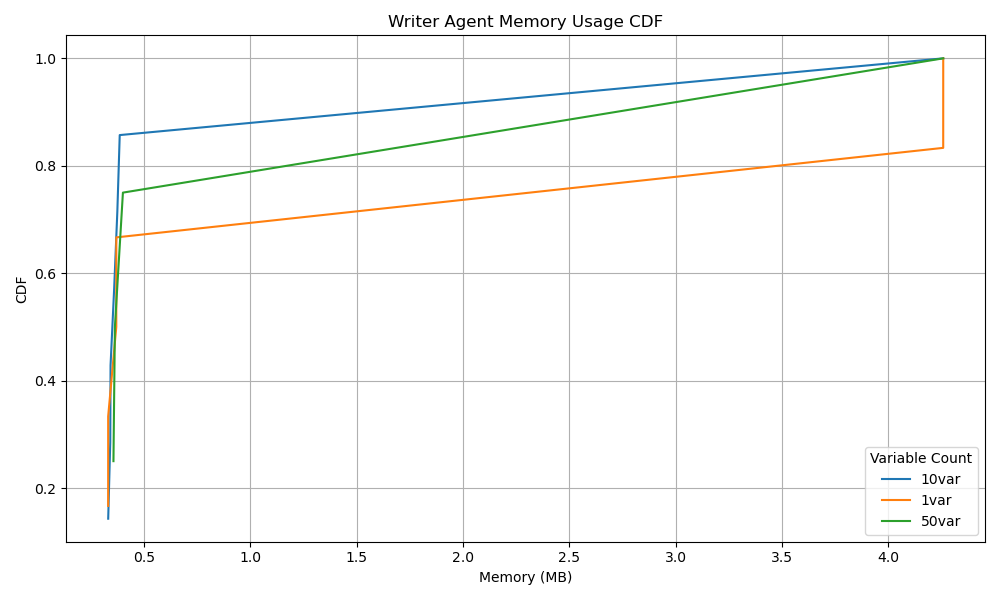 Writer Agent Memory Usage CDF
1.0
0.8
0.6
0.4
0.2
CDF
0.5
1.0
1.5
2.0
2.5
3.0
3.5
4.0
Memory (MB)
Variable Count
10var
1var
50var